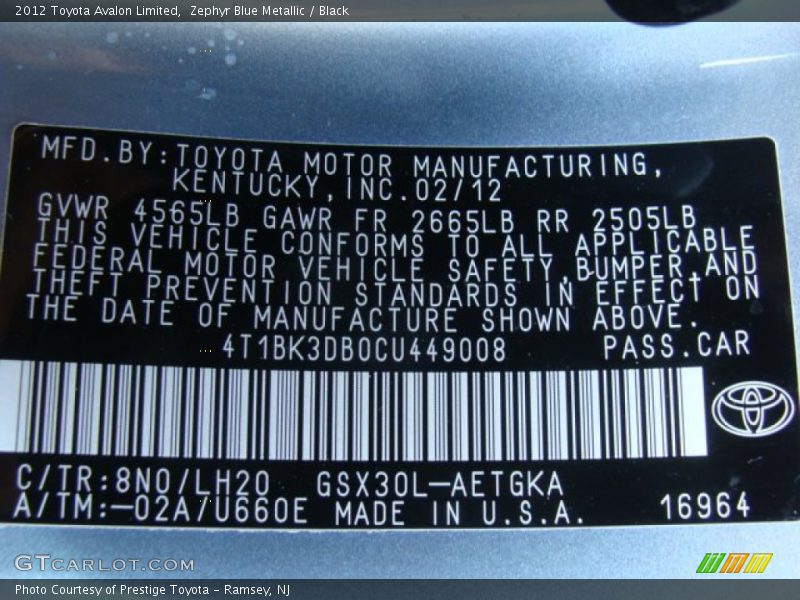 2012 Toyota Avalon Limited,  Zephyr Blue Metallic / Black
MFD.BY:TOYOTA MOTOR MANUFACTURING,
KENTUCKY,INC.02/12
GVWR 4565LB GAWR FR 2665LB RR 2505LB
THIS VEHICLE CONFORMS TO ALL APPLICABLE
FEDERAL MOTOR VEHICLE SAFETY,BUMPER,AND
THEFT PREVENTION STANDARDS IN EFFECT ON
THE DATE OF MANUFACTURE SHOWN ABOVE.
4T1BK3DB0CU449008 PASS.CAR
C/TR:8N0/LH20 GSX30L-AETGKA
A/TM:-02A/U660E MADE IN U.S.A. 16964
GTCARLOT.COM
Photo Courtesy of Prestige Toyota - Ramsey, NJ